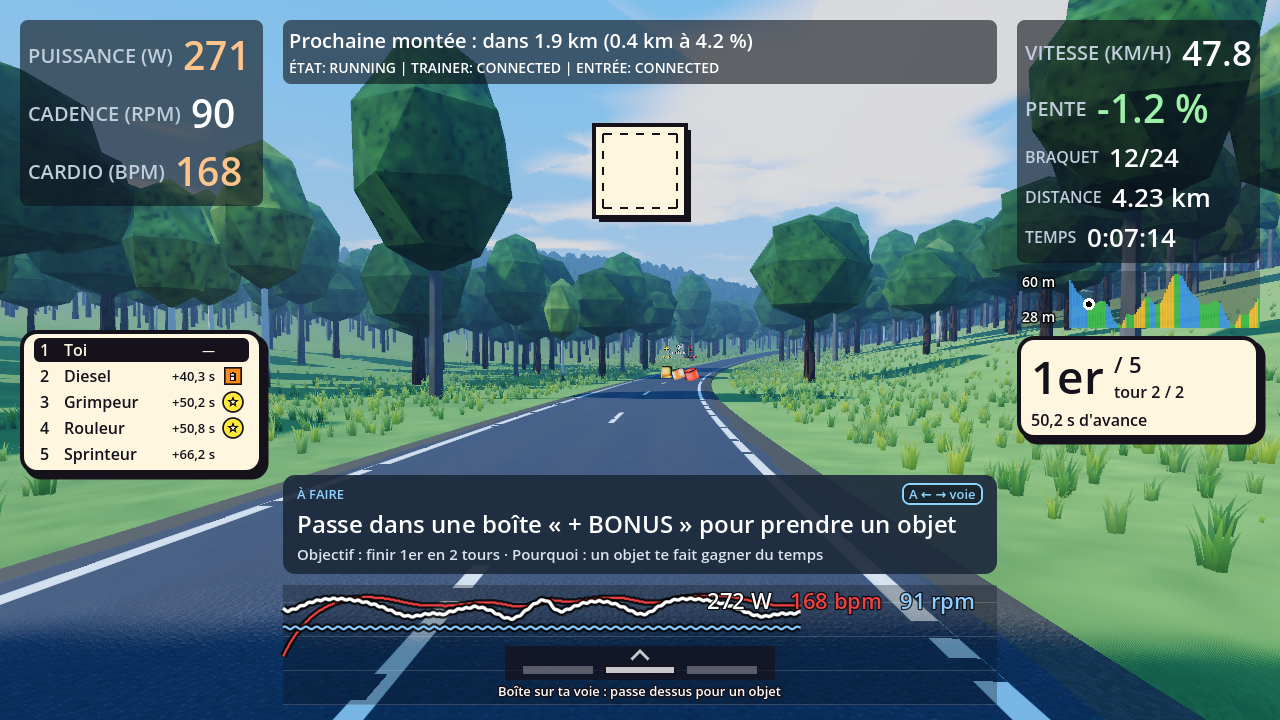 PUISSANCE (W) 271
CADENCE (RPM) 90
CARDIO (BPM) 168
Prochaine montée : dans 1.9 km (0.4 km à 4.2 %)
ÉTAT: RUNNING | TRAINER: CONNECTED | ENTRÉE: CONNECTED
VITESSE (KM/H) 47.8
PENTE -1.2 %
BRAQUET 12/24
DISTANCE 4.23 km
TEMPS 0:07:14
60 m
28 m
1 Toi —
2 Diesel +40,3 s
3 Grimpeur +50,2 s
4 Rouleur +50,8 s
5 Sprinteur +66,2 s
1er / 5
tour 2 / 2
50,2 s d'avance
À FAIRE
A ← → voie
Passe dans une boîte « + BONUS » pour prendre un objet
Objectif : finir 1er en 2 tours · Pourquoi : un objet te fait gagner du temps
272 W 168 bpm 91 rpm
Boîte sur ta voie : passe dessus pour un objet